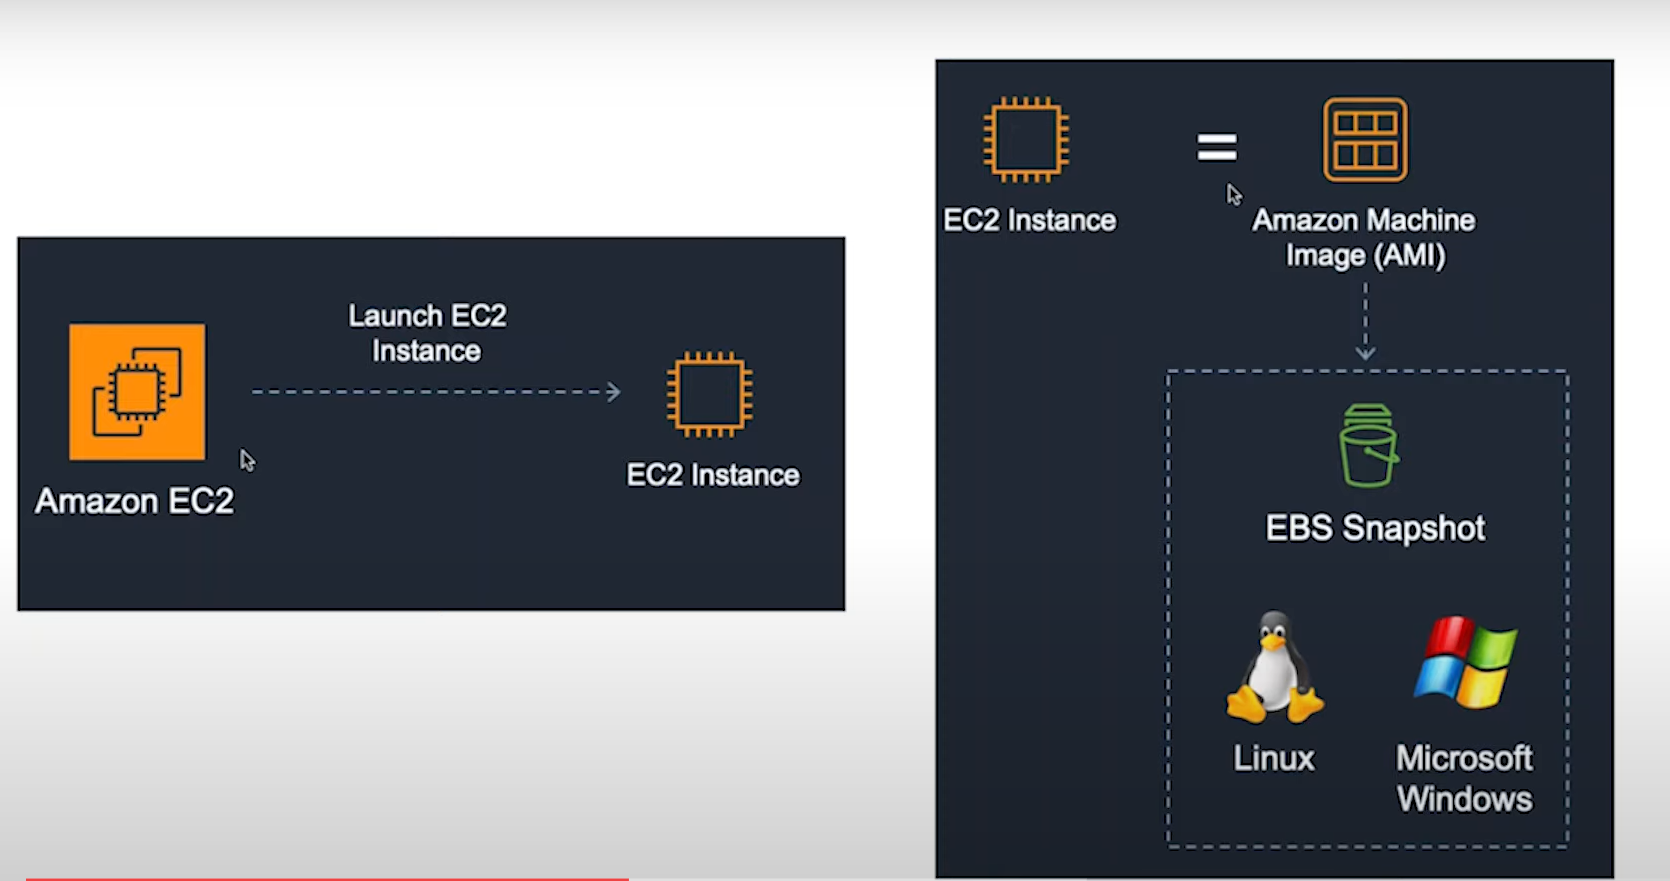 Launch EC2
Instance
Amazon EC2
EC2 Instance
EC2 Instance
=
Amazon Machine
Image (AMI)
EBS Snapshot
Linux
Microsoft
Windows